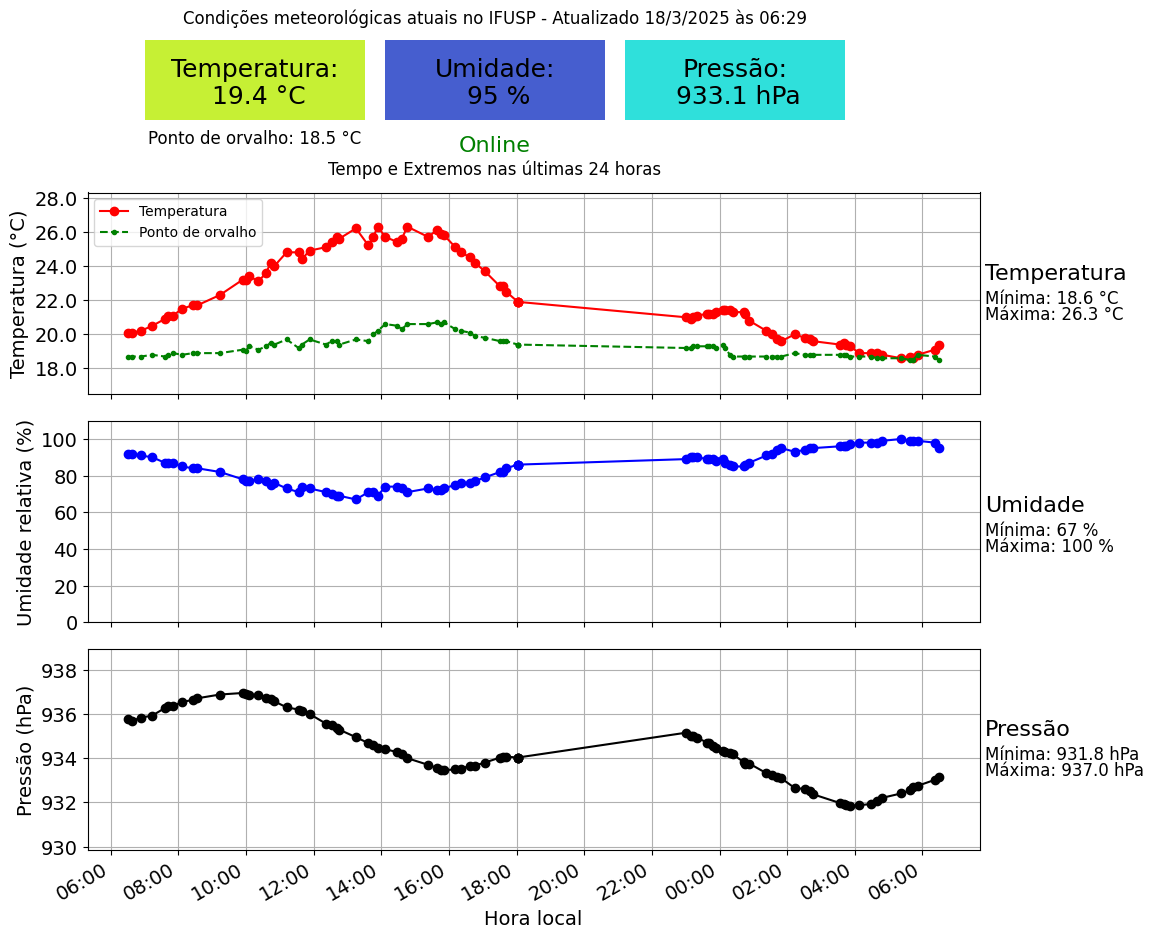 Condições meteorológicas atuais no IFUSP - Atualizado 18/3/2025 às 06:29
Temperatura:
19.4 °C
Umidade:
95 %
Pressão:
933.1 hPa
Ponto de orvalho: 18.5 °C
Online
Tempo e Extremos nas últimas 24 horas
Temperatura (°C)
28.0
26.0
24.0
22.0
20.0
18.0
Temperatura
Ponto de orvalho
Temperatura
Mínima: 18.6 °C
Máxima: 26.3 °C
Umidade relativa (%)
100
80
60
40
20
0
Umidade
Mínima: 67 %
Máxima: 100 %
Pressão (hPa)
938
936
934
932
930
Pressão
Mínima: 931.8 hPa
Máxima: 937.0 hPa
06:00 08:00 10:00 12:00 14:00 16:00 18:00 20:00 22:00 00:00 02:00 04:00 06:00
Hora local